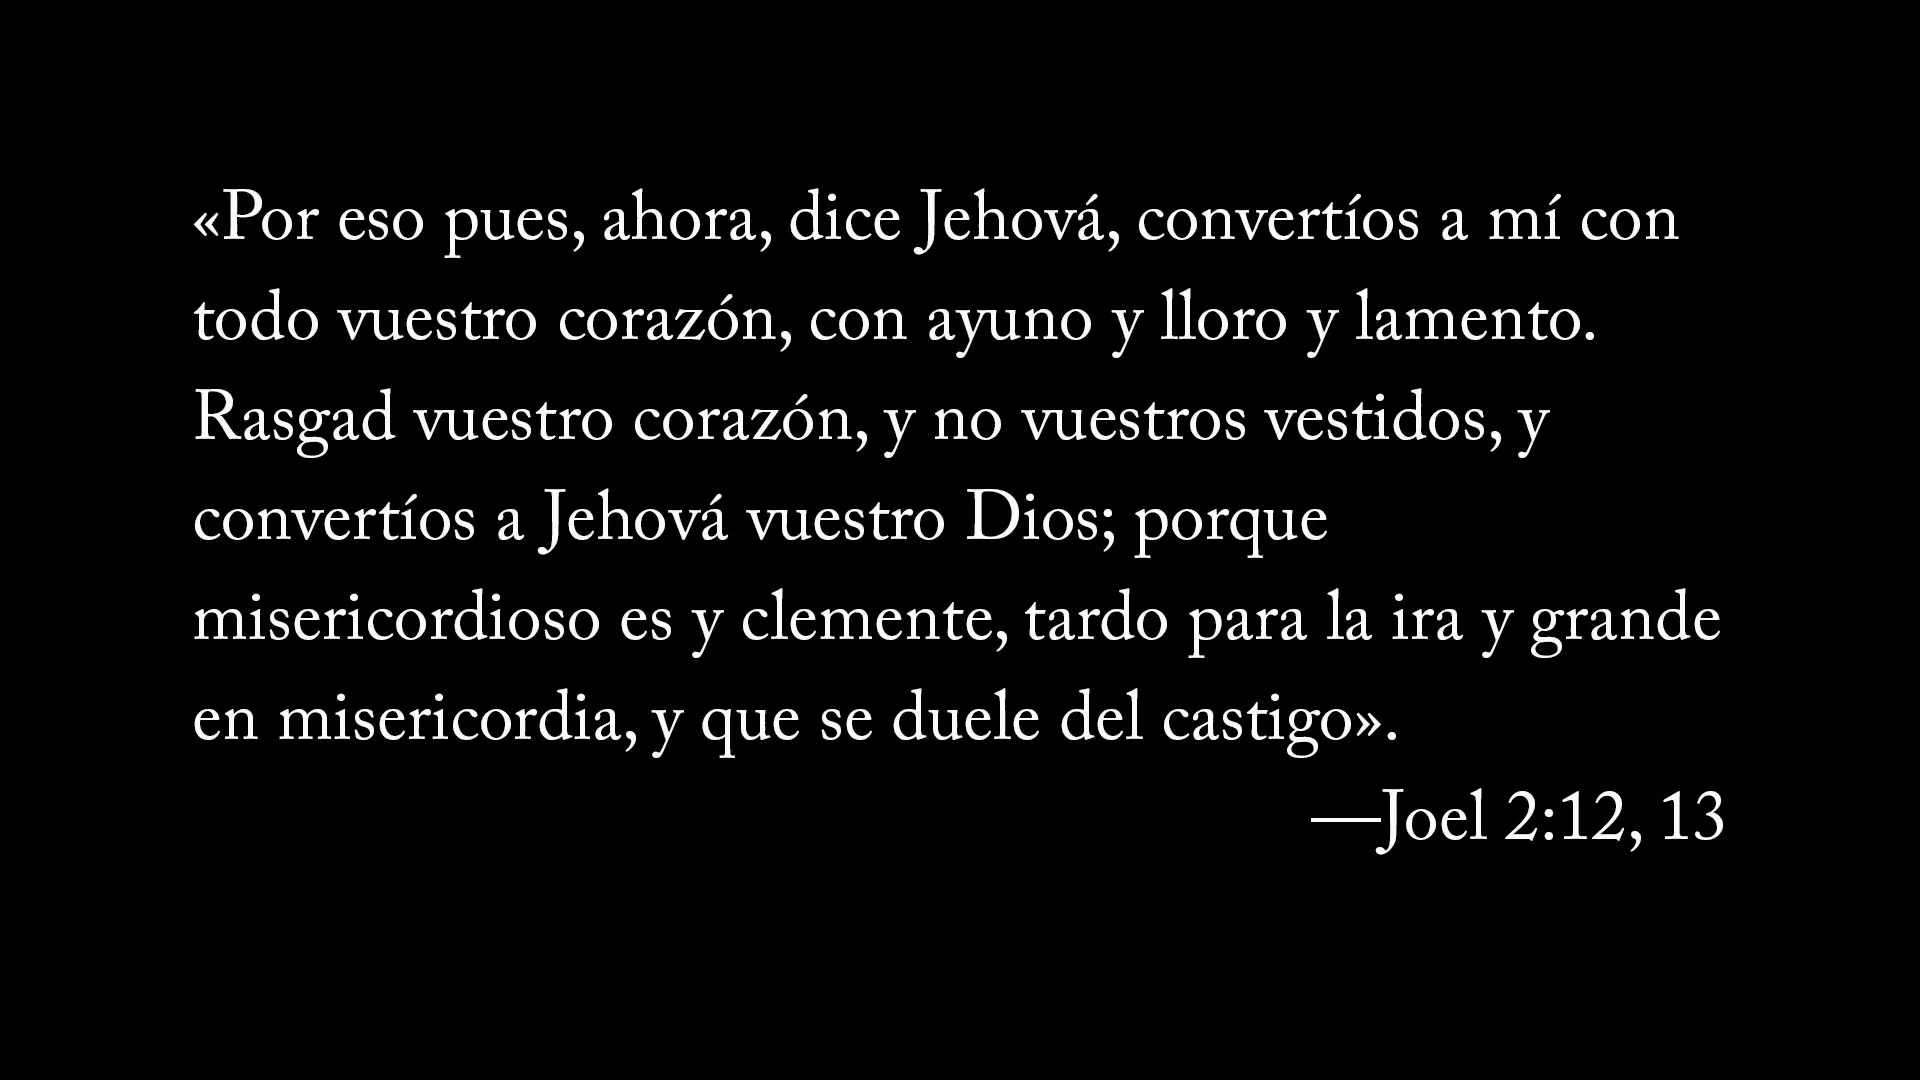 «Por eso pues, ahora, dice Jehová, convertíos a mí con
todo vuestro corazón, con ayuno y lloro y lamento.
Rasgad vuestro corazón, y no vuestros vestidos, y
convertíos a Jehová vuestro Dios; porque
misericordioso es y clemente, tardo para la ira y grande
en misericordia, y que se duele del castigo».
—Joel 2:12, 13